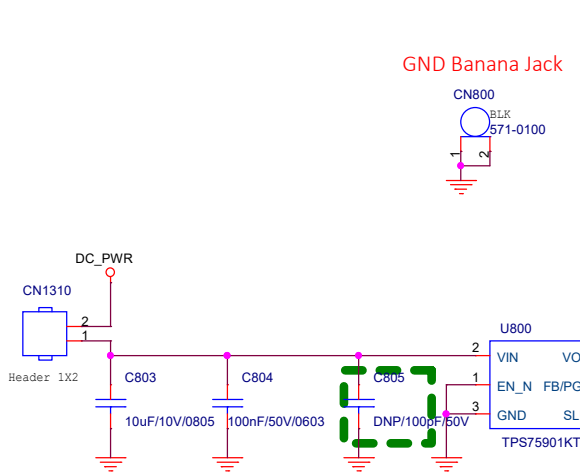 GND Banana Jack
CN800
BLK
571-0100
1
2
DC_PWR
CN1310
2
1
Header 1X2
C803
10uF/10V/0805
C804
100nF/50V/0603
C805
DNP/100pF/50V
U800
2
VIN
VO
1
EN_N
FB/PG
3
GND
SL
TPS75901KT